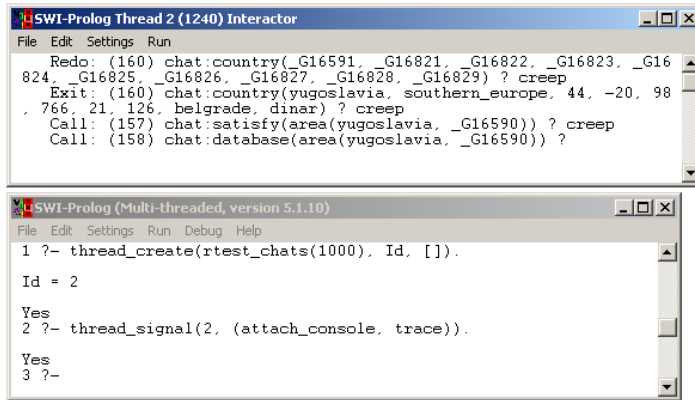 SWI-Prolog Thread 2 (1240) Interactor
File Edit Settings Run
Redo: (160) chat:country(_G16591, _G16821, _G16822, _G16823, _G16
824, _G16825, _G16826, _G16827, _G16828, _G16829) ? creep
Exit: (160) chat:country(yugoslavia, southern_europe, 44, -20, 98
, 766, 21, 126, belgrade, dinar) ? creep
Call: (157) chat:satisfy(area(yugoslavia, _G16590)) ? creep
Call: (158) chat:database(area(yugoslavia, _G16590)) ?
SWI-Prolog (Multi-threaded, version 5.1.10)
File Edit Settings Run Debug Help
1 ?- thread_create(rtest_chats(1000), Id, []).
Id = 2
Yes
2 ?- thread_signal(2, (attach_console, trace)).
Yes
3 ?-